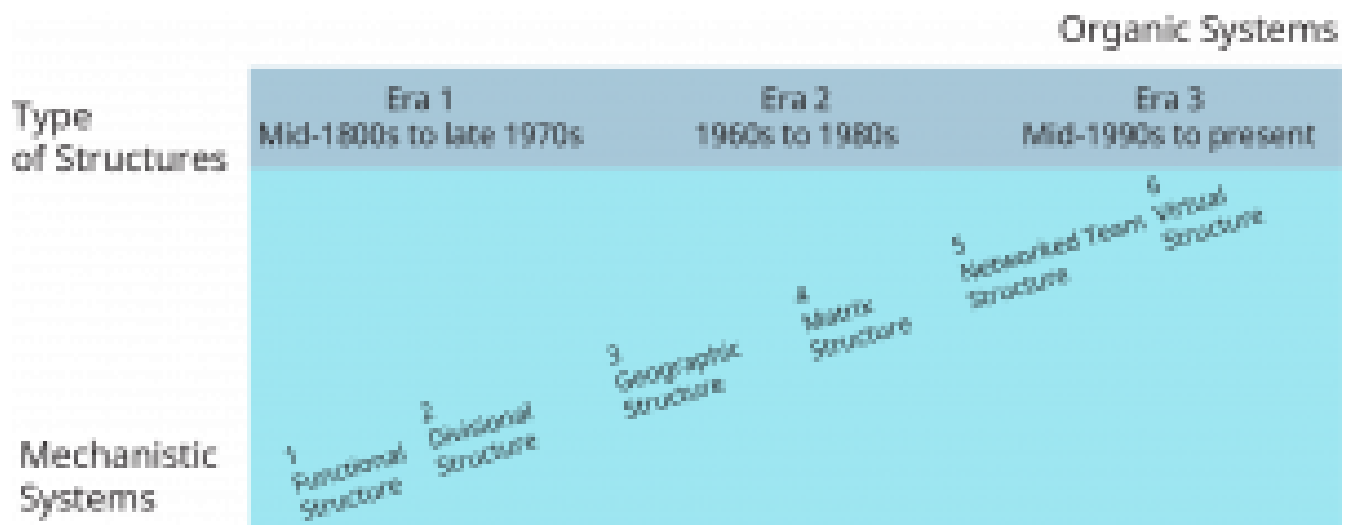 Organic Systems
Type
of Structures
Era 1
Mid-1800s to late 1970s
Era 2
1960s to 1980s
Era 3
Mid-1990s to present
1
Functional
Structure
2
Divisional
Structure
3
Geographic
Structure
4
Matrix
Structure
5
Networked Team
Structure
6
Virtual
Structure
Mechanistic
Systems